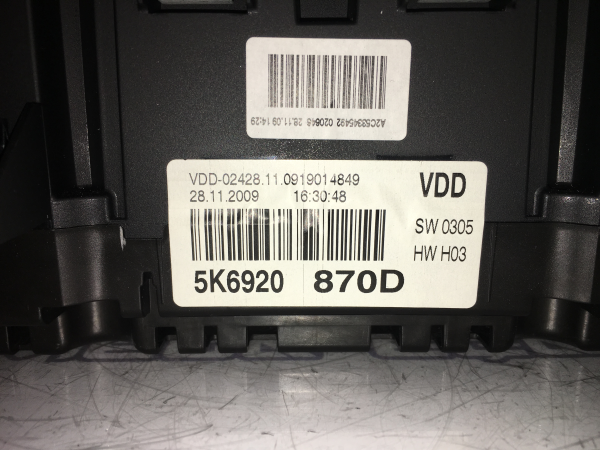 A2C53345492 020648 28.11.09 14:29
VDD-02428.11.0919014849
28.11.2009 16:30:48
VDD
SW 0305
HW H03
5K6920 870D